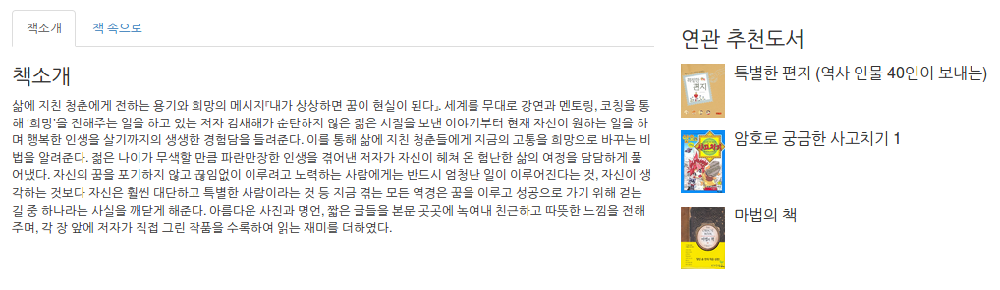 책소개
책 속으로
책소개
삶에 지친 청춘에게 전하는 용기와 희망의 메시지『내가 상상하면 꿈이 현실이 된다』. 세계를 무대로 강연과 멘토링, 코칭을 통
해 ‘희망’을 전해주는 일을 하고 있는 저자 김새해가 순탄하지 않은 젊은 시절을 보낸 이야기부터 현재 자신이 원하는 일을 하
며 행복한 인생을 살기까지의 생생한 경험담을 들려준다. 이를 통해 삶에 지친 청춘들에게 지금의 고통을 희망으로 바꾸는 비
법을 알려준다. 젊은 나이가 무색할 만큼 파란만장한 인생을 겪어낸 저자가 자신이 헤쳐 온 험난한 삶의 여정을 담담하게 풀
어냈다. 자신의 꿈을 포기하지 않고 끊임없이 이루려고 노력하는 사람에게는 반드시 엄청난 일이 이루어진다는 것, 자신이 생
각하는 것보다 자신은 훨씬 대단하고 특별한 사람이라는 것 등 지금 겪는 모든 역경은 꿈을 이루고 성공으로 가기 위해 걷는
길 중 하나라는 사실을 깨닫게 해준다. 아름다운 사진과 명언, 짧은 글들을 본문 곳곳에 녹여내 친근하고 따뜻한 느낌을 전해
주며, 각 장 앞에 저자가 직접 그린 작품을 수록하여 읽는 재미를 더하였다.
연관 추천도서
특별한 편지
특별한 편지 (역사 인물 40인이 보내는)
사고치기
암호로 궁금한 사고치기 1
마법의 책
마법의 책